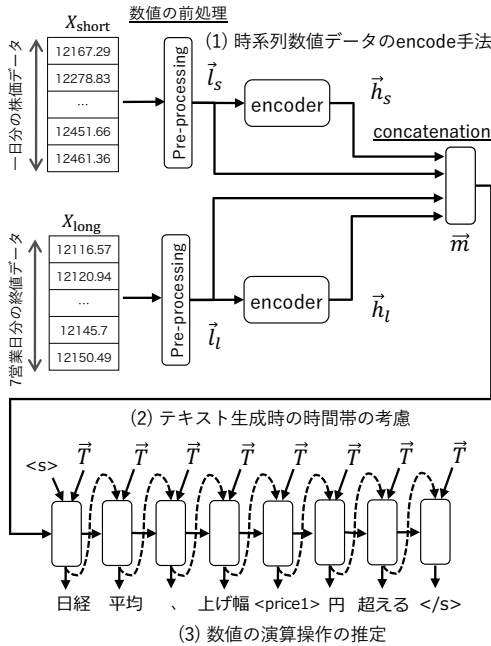 数値の前処理
X_short
(1) 時系列数値データのencode手法
一日分の株価データ
12167.29
12278.83
...
12451.66
12461.36
Pre-processing
l_s
encoder
h_s
concatenation
m
X_long
7営業日分の終値データ
12116.57
12120.94
...
12145.7
12150.49
Pre-processing
l_l
encoder
h_l
(2) テキスト生成時の時間帯の考慮
<s> T T T T T T T T
日経 平均 、 上げ幅 <price1> 円 超える </s>
(3) 数値の演算操作の推定